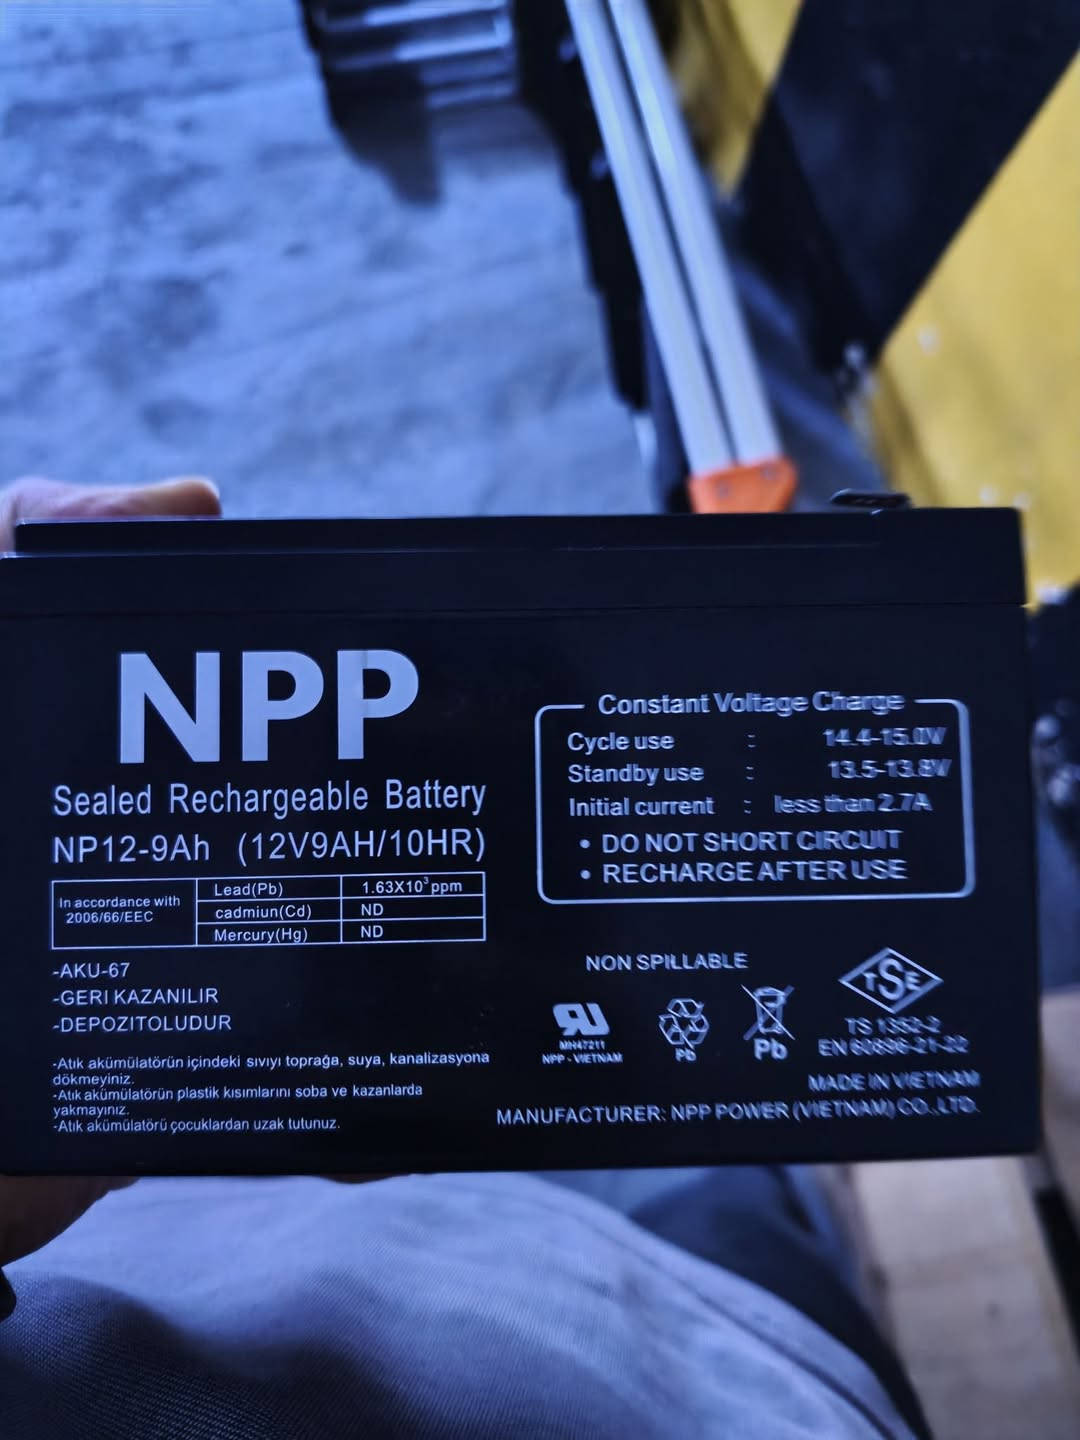 NPP
Sealed Rechargeable Battery
NP12-9Ah (12V9AH/10HR)
In accordance with
2006/66/EEC
Lead(Pb) 1.63X10³ppm
cadmiun(Cd) ND
Mercury(Hg) ND
-AKU-67
-GERI KAZANILIR
-DEPOZITOLUDUR
-Atık akümülatörün içindeki sıvıyı toprağa, suya, kanalizasyona
dökmeyiniz.
-Atık akümülatörün plastik kısımlarını soba ve kazanlarda
yakmayınız.
-Atık akümülatörü çocuklardan uzak tutunuz.
Constant Voltage Charge
Cycle use : 14.4-15.0V
Standby use : 13.5-13.8V
Initial current : less than 2.7A
• DO NOT SHORT CIRCUIT
• RECHARGE AFTER USE
NON SPILLABLE
MH47211
NPP - VIETNAM
Pb
Pb
TSE
TS 1352-2
EN 60896-21-22
MADE IN VIETNAM
MANUFACTURER: NPP POWER (VIETNAM) CO.,LTD.